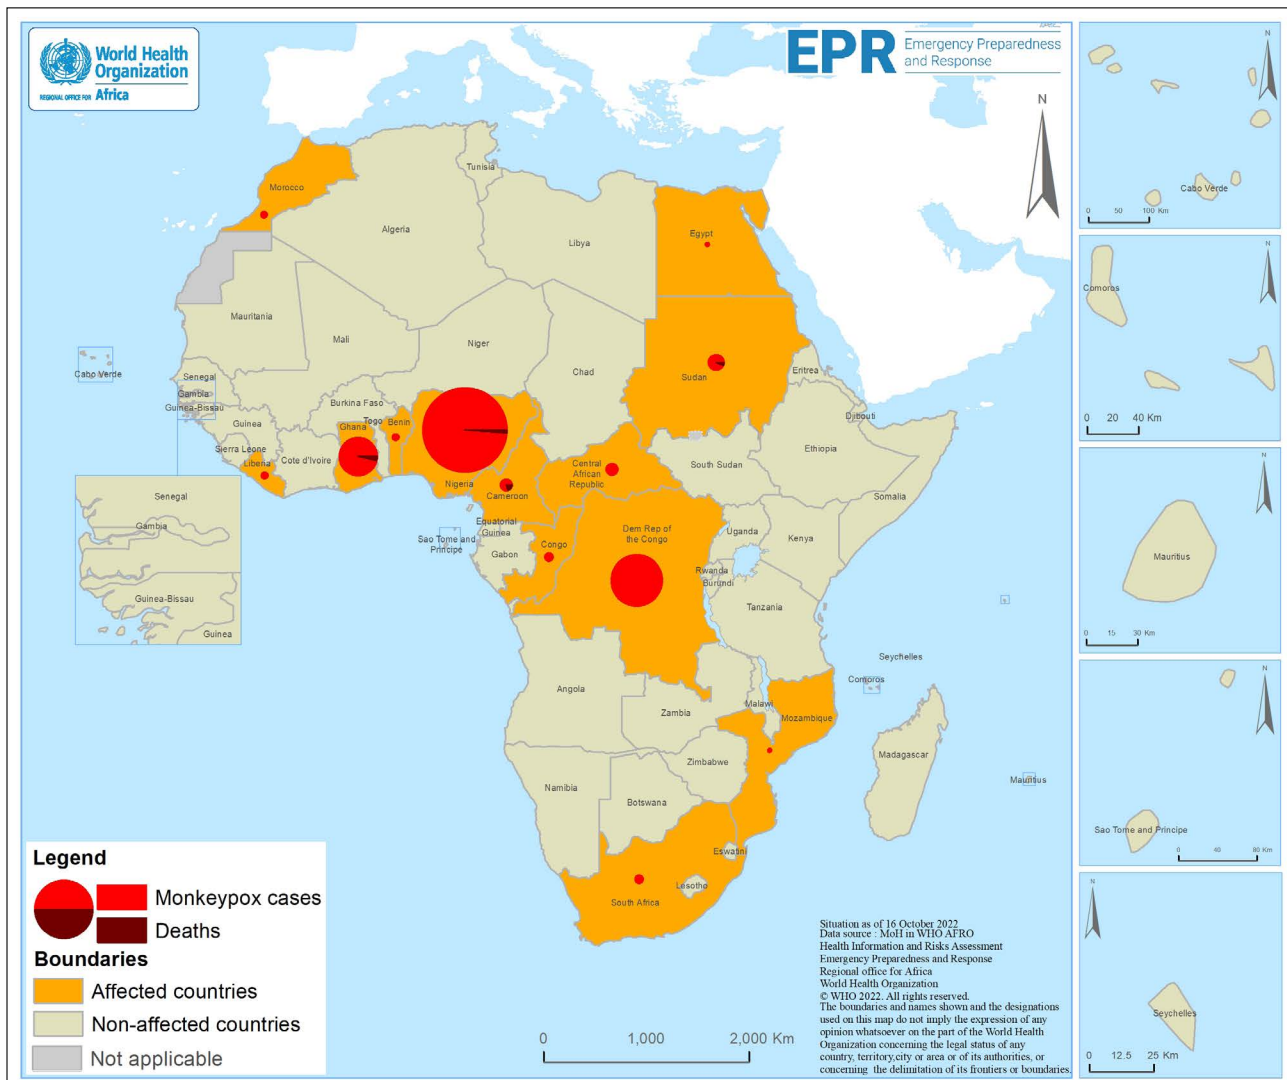 World Health
Organization
REGIONAL OFFICE FOR Africa
EPR
Emergency Preparedness
and Response
N
Morocco
Tunisia
Algeria
Libya
Egypt
Mauritania
Mali
Niger
Chad
Sudan
Eritrea
Cabo Verde
Senegal
Gambia
Guinea-Bissau
Guinea
Sierra Leone
Liberia
Cote d'Ivoire
Burkina Faso
Ghana
Togo
Benin
Nigeria
Cameroon
Central
African
Republic
South Sudan
Djibouti
Ethiopia
Somalia
Equatorial
Guinea
Sao Tome and
Principe
Gabon
Congo
Dem Rep of
the Congo
Uganda
Kenya
Rwanda
Burundi
Tanzania
Seychelles
Comoros
Angola
Zambia
Malawi
Mozambique
Zimbabwe
Madagascar
Mauritius
Namibia
Botswana
Eswatini
Lesotho
South Africa
Senegal
Gambia
Guinea-Bissau
Guinea
Legend
Monkeypox cases
Deaths
Boundaries
Affected countries
Non-affected countries
Not applicable
0 1,000 2,000 Km
Situation as of 16 October 2022
Data source : MoH in WHO AFRO
Health Information and Risks Assessment
Emergency Preparedness and Response
Regional office for Africa
World Health Organization
© WHO 2022. All rights reserved.
The boundaries and names shown and the designations
used on this map do not imply the expression of any
opinion whatsoever on the part of the World Health
Organization concerning the legal status of any
country, territory,city or area or of its authorities, or
concerning the delimitation of its frontiers or boundaries.
N
Cabo Verde
0 50 100 Km
N
Comoros
0 20 40 Km
N
Mauritius
0 15 30 Km
N
Sao Tome and Principe
0 40 80 Km
N
Seychelles
0 12.5 25 Km